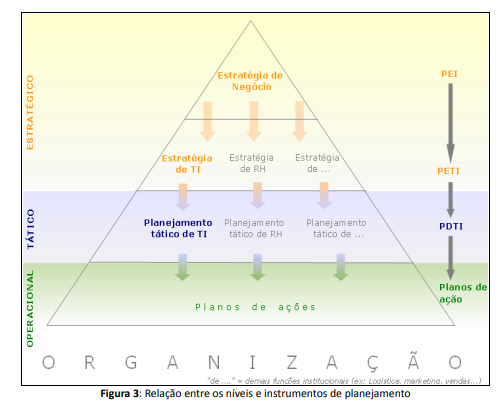 ESTRATÉGICO
Estratégia de
Negócio
PEI
Estratégia
de TI
Estratégia
de RH
Estratégia
de ...
PETI
TÁTICO
Planejamento
tático de TI
Planejamento
tático de RH
Planejamento
tático de ...
PDTI
OPERACIONAL
Planos de ações
Planos de
ação
ORGANIZAÇÃO
"de ...." = demais funções institucionais (ex: Logística, marketing, vendas...)
Figura 3: Relação entre os níveis e instrumentos de planejamento